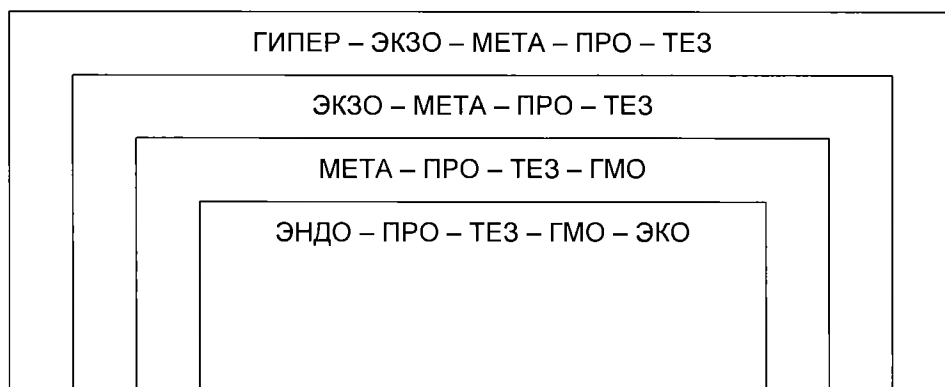 ГИПЕР – ЭКЗО – МЕТА – ПРО – ТЕЗ
ЭКЗО – МЕТА – ПРО – ТЕЗ
МЕТА – ПРО – ТЕЗ – ГМО
ЭНДО – ПРО – ТЕЗ – ГМО – ЭКО